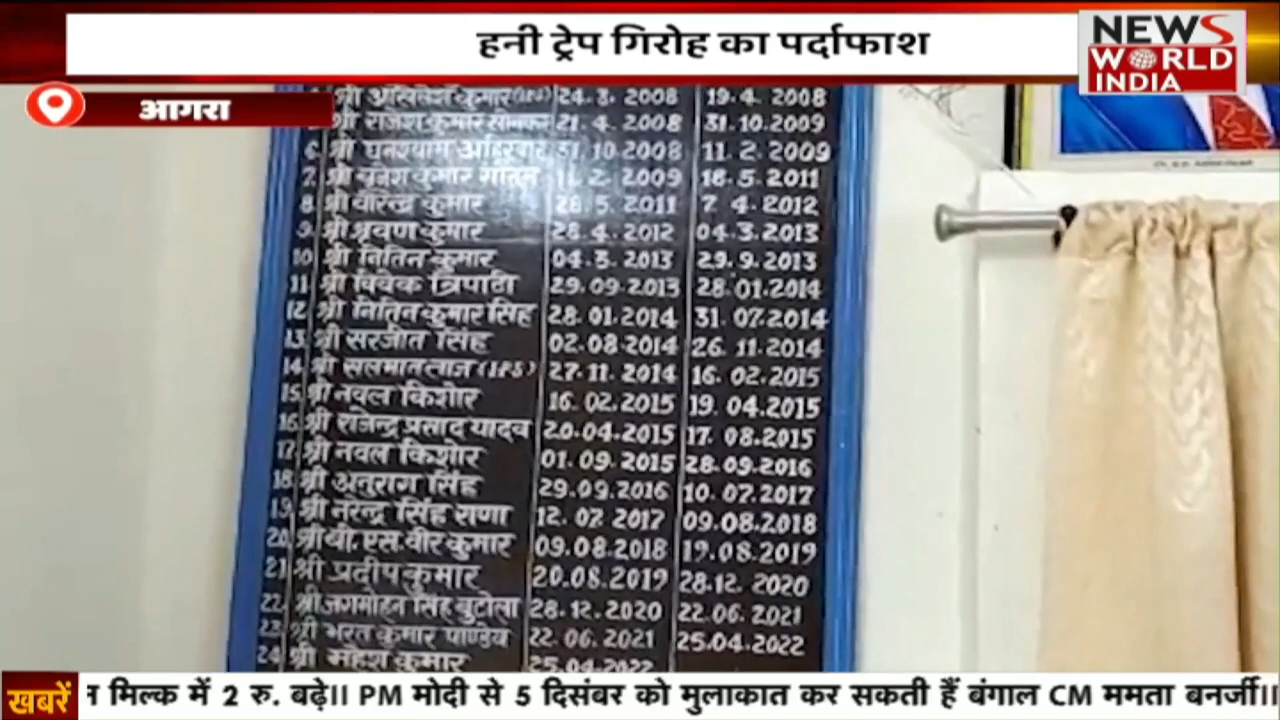 हनी ट्रेप गिरोह का पर्दाफाश
NEWS
WORLD
INDIA
आगरा
24.3. 2008 19.4. 2008
श्री राजेश कुमार सोनकर 21. 4. 2008 31. 10.2009
6. श्री घनश्याम अहिरवार 31. 10.2008 11. 2. 2009
7. श्री कुमार 11. 2. 2009 18. 5. 2011
8. श्री वीरेन्द्र कुमार 28. 5. 2011 7. 4. 2012
9. श्री श्रवण कुमार 28. 4. 2012 04.3. 2013
10 श्री नितिन कुमार 04. 3. 2013 29. 9. 2013
11 श्री विवेक त्रिपाठी 29. 09.2013 28.01.2014
12. श्री नितिन कुमार सिंह 28. 01.2014 31. 07.2014
13. श्री सरजीत सिंह 02.08.2014 26. 11.2014
14. श्री (IPS) 27. 11. 2014 16. 02.2015
15. श्री नवल किशोर 16. 02.2015 19. 04.2015
16. श्री राजेन्द्र प्रसाद यादव 20.04.2015 17. 08.2015
17. श्री नवल किशोर 01. 09. 2015 28.09.2016
18. श्री अनुराग सिंह 29.09.2016 10. 07.2017
19. श्री नरेन्द्र सिंह राणा 12. 07. 2017 09.08.2018
20. श्री बी.एस. वीर कुमार 09.08.2018 19.08.2019
21 श्री प्रदीप कुमार 20.08.2019 28.12. 2020
22. श्री जगमोहन सिंह बुटोला 28. 12. 2020 22.06. 2021
23. श्री भरत कुमार पाण्डेय 22. 06. 2021 25.04.2022
24 श्री महेश कुमार 25.04.2022
खबरें न मिल्क में 2 रु. बढ़े।। PM मोदी से 5 दिसंबर को मुलाकात कर सकती हैं बंगाल CM ममता बनर्जी।।